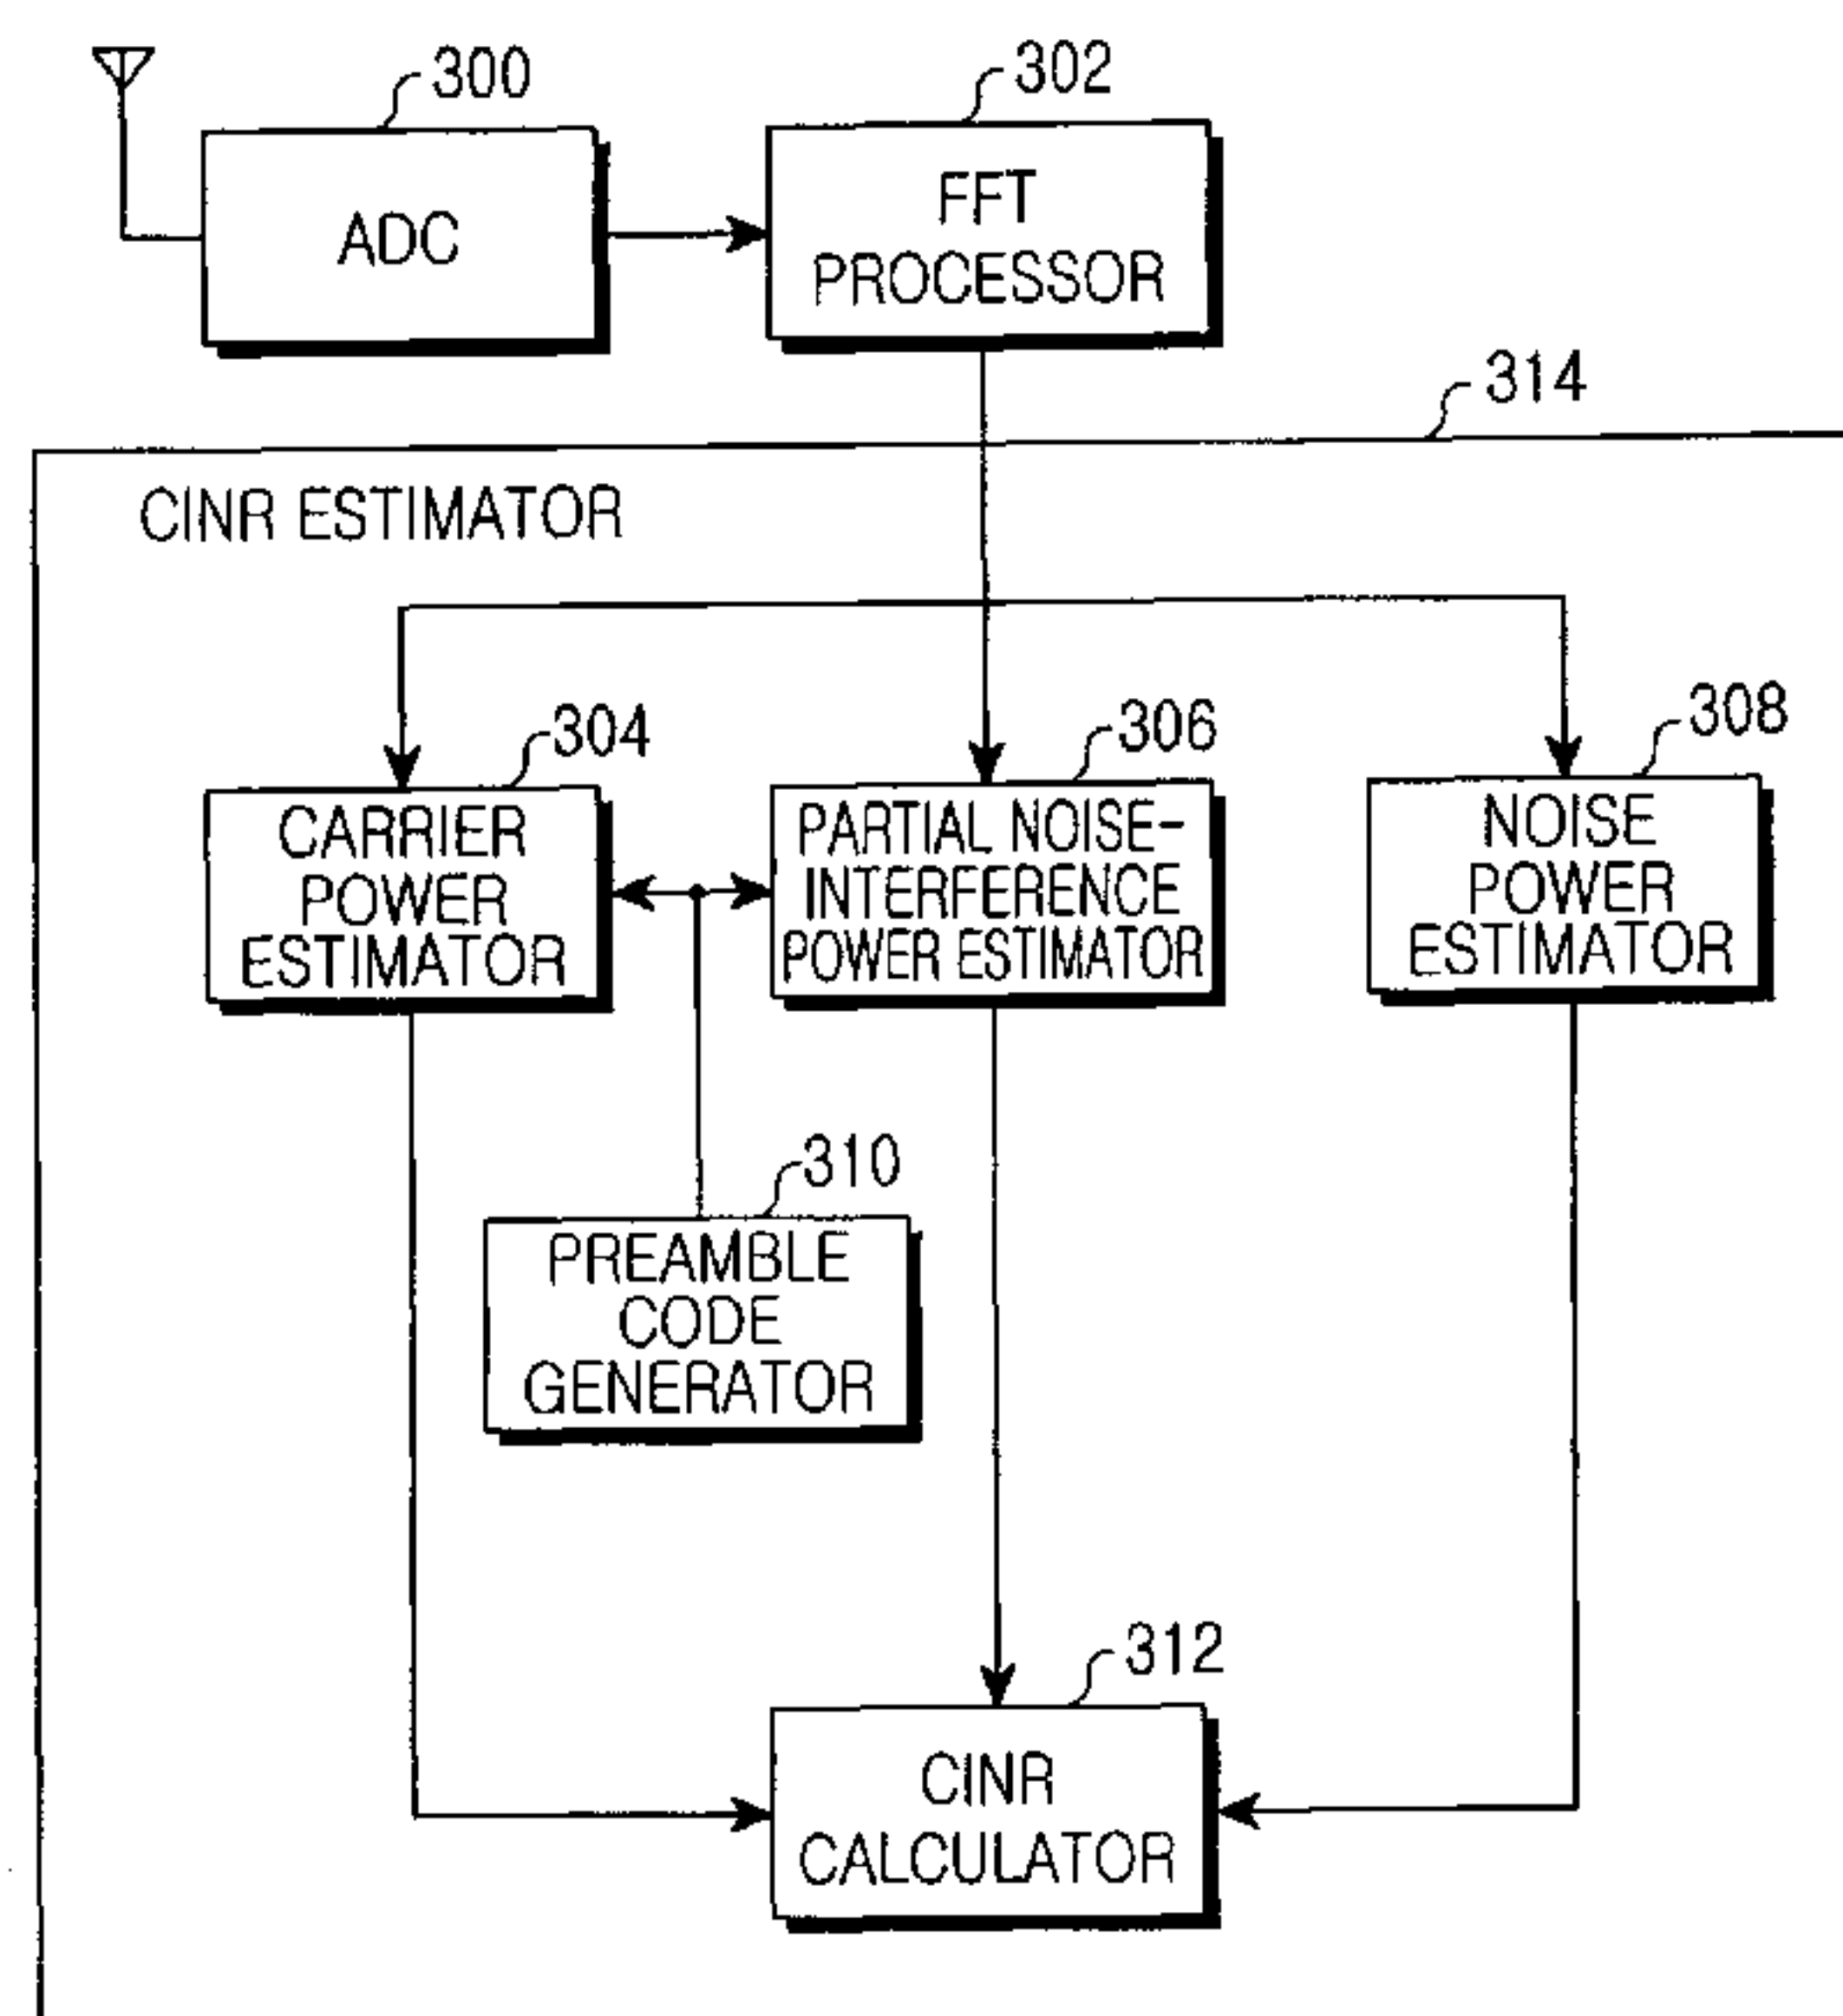 300
302
ADC
FFT
PROCESSOR
314
CINR ESTIMATOR
304
306
308
CARRIER
POWER
ESTIMATOR
PARTIAL NOISE-
INTERFERENCE
POWER ESTIMATOR
NOISE
POWER
ESTIMATOR
310
PREAMBLE
CODE
GENERATOR
312
CINR
CALCULATOR